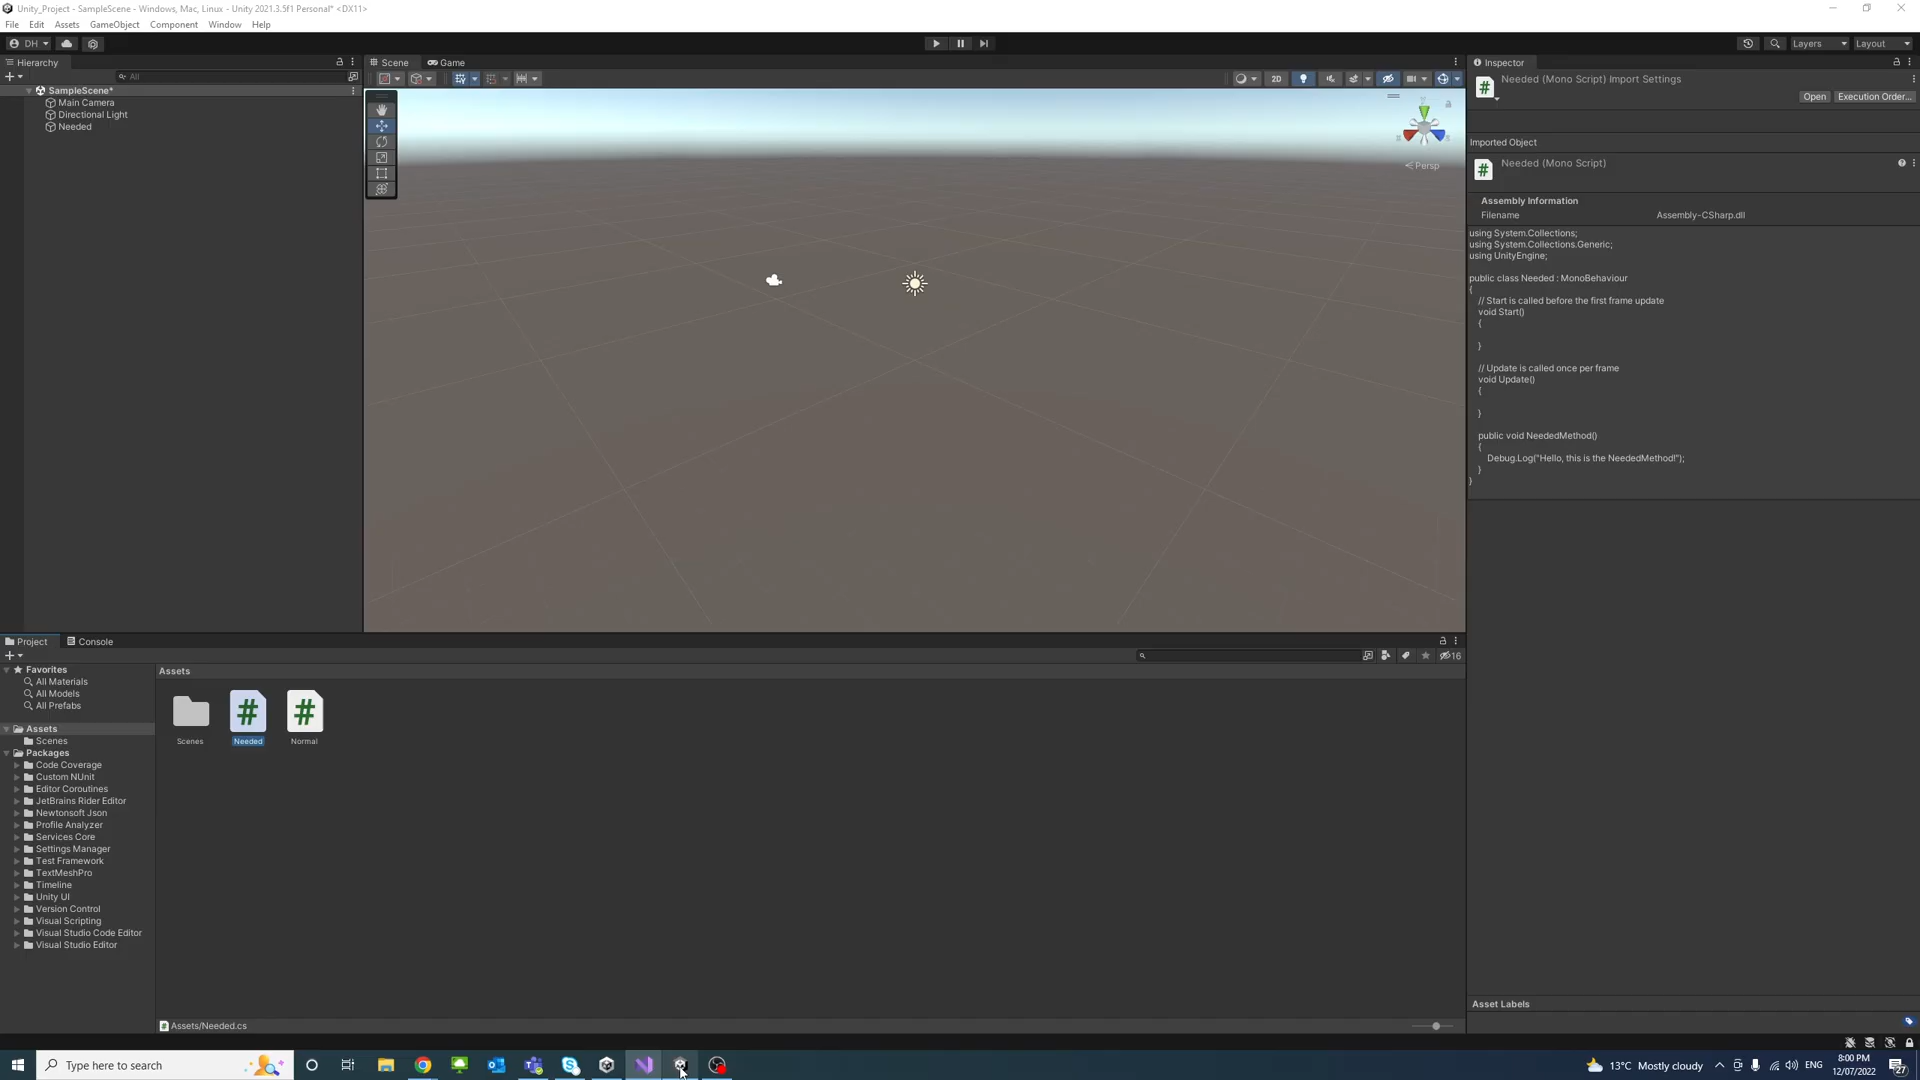 Unity_Project - SampleScene - Windows, Mac, Linux - Unity 2021.3.5f1 Personal* <DX11>
File Edit Assets GameObject Component Window Help
DH
Layers
Layout
Hierarchy
All
SampleScene*
Main Camera
Directional Light
Needed
Scene
Game
2D
Persp
Inspector
Needed (Mono Script) Import Settings
Open
Execution Order...
Imported Object
Needed (Mono Script)
Assembly Information
Filename Assembly-CSharp.dll
using System.Collections;
using System.Collections.Generic;
using UnityEngine;
public class Needed : MonoBehaviour
{
// Start is called before the first frame update
void Start()
{
}
// Update is called once per frame
void Update()
{
}
public void NeededMethod()
{
Debug.Log("Hello, this is the NeededMethod!");
}
}
Asset Labels
Project
Console
16
Favorites
All Materials
All Models
All Prefabs
Assets
Scenes
Packages
Code Coverage
Custom NUnit
Editor Coroutines
JetBrains Rider Editor
Newtonsoft Json
Profile Analyzer
Services Core
Settings Manager
Test Framework
TextMeshPro
Timeline
Unity UI
Version Control
Visual Scripting
Visual Studio Code Editor
Visual Studio Editor
Assets
Scenes
Needed
Normal
Assets/Needed.cs
Type here to search
13°C Mostly cloudy
ENG
8:00 PM
12/07/2022
27